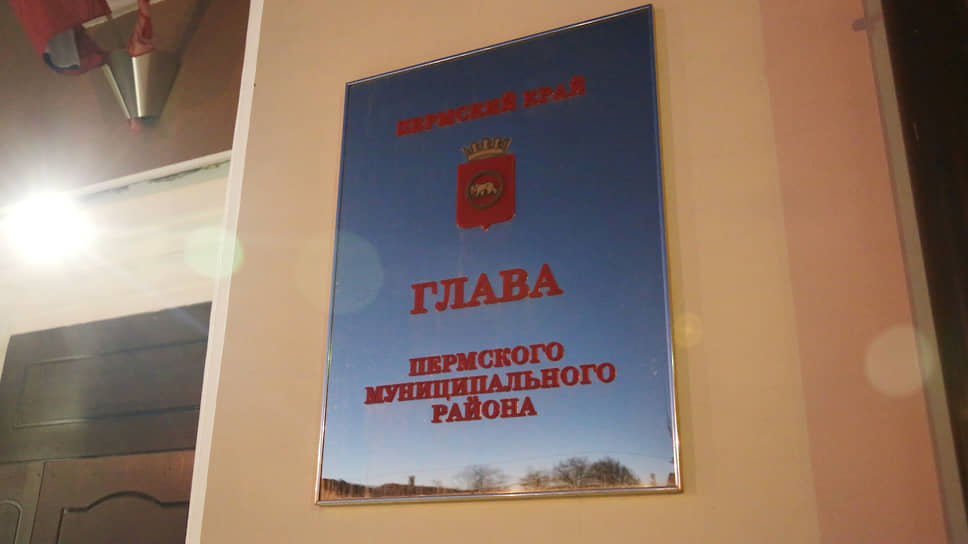 ПЕРМСКИЙ КРАЙ
ГЛАВА
ПЕРМСКОГО
МУНИЦИПАЛЬНОГО
РАЙОНА